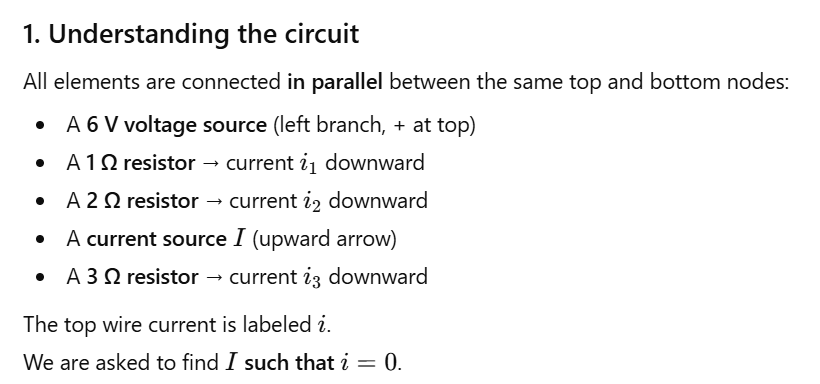 1. Understanding the circuit
All elements are connected in parallel between the same top and bottom nodes:
• A 6 V voltage source (left branch, + at top)
• A 1 Ω resistor → current i₁ downward
• A 2 Ω resistor → current i₂ downward
• A current source I (upward arrow)
• A 3 Ω resistor → current i₃ downward
The top wire current is labeled i.
We are asked to find I such that i = 0.